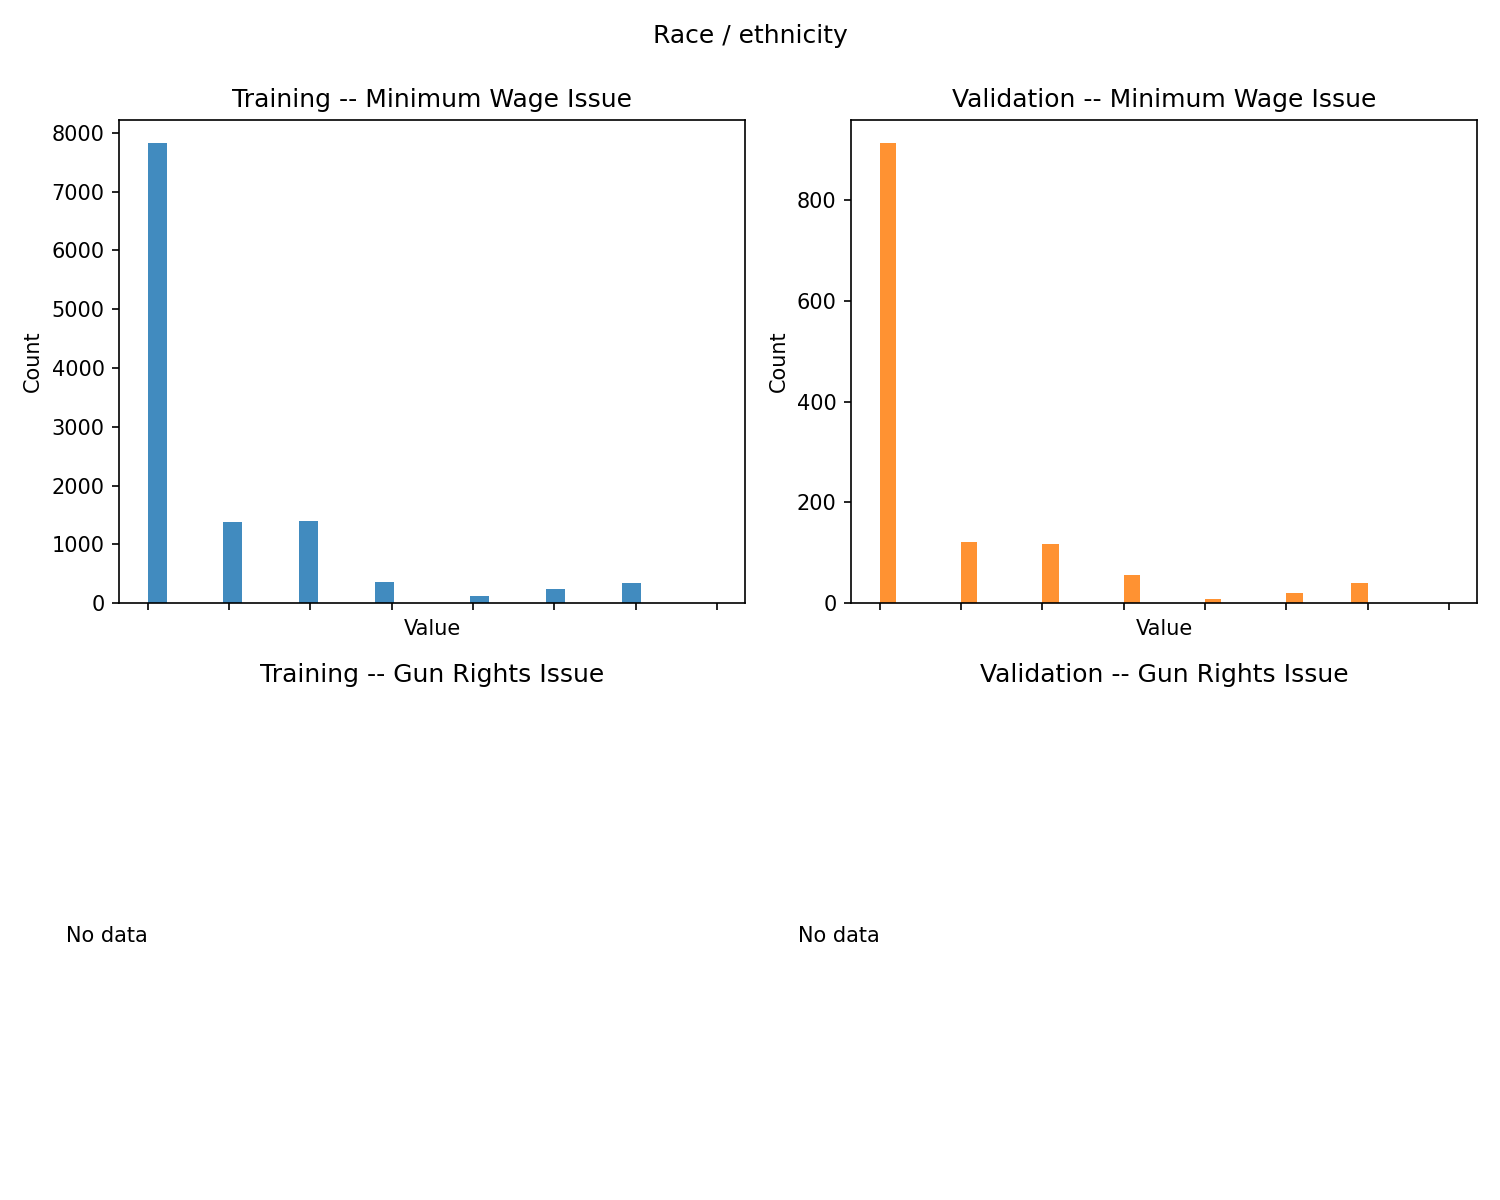 Race / ethnicity
Training -- Minimum Wage Issue
8000
7000
6000
5000
4000
3000
2000
1000
0
Count
Value
Validation -- Minimum Wage Issue
800
600
400
200
0
Count
Value
Training -- Gun Rights Issue
No data
Validation -- Gun Rights Issue
No data